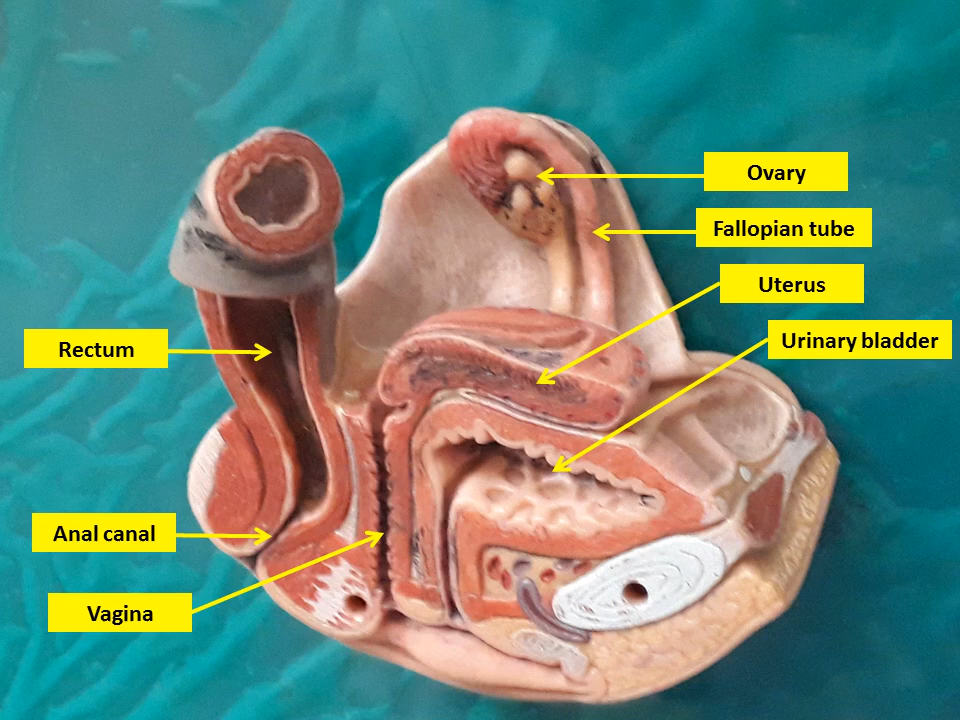 Ovary
Fallopian tube
Uterus
Urinary bladder
Rectum
Anal canal
Vagina